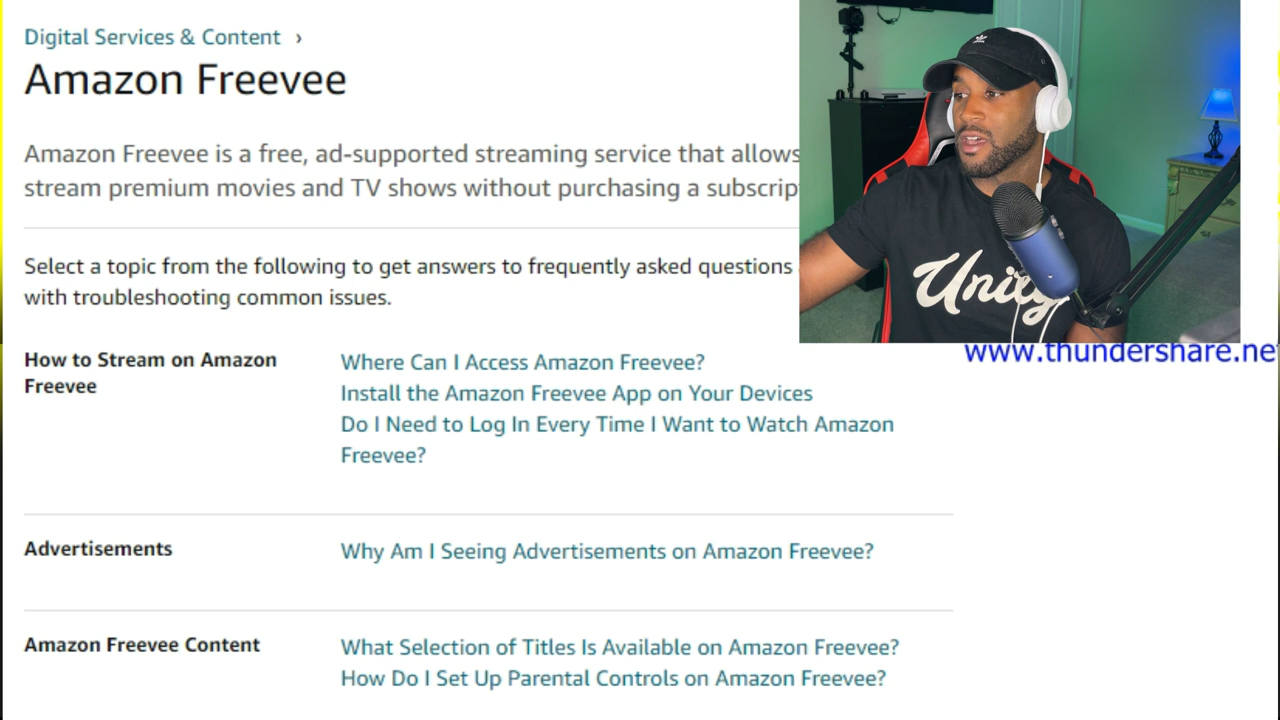 Digital Services & Content ›
Amazon Freevee
Amazon Freevee is a free, ad-supported streaming service that allows
stream premium movies and TV shows without purchasing a
Select a topic from the following to get answers to frequently asked questions
with troubleshooting common issues.
How to Stream on Amazon
Freevee
Where Can I Access Amazon Freevee?
Install the Amazon Freevee App on Your Devices
Do I Need to Log In Every Time I Want to Watch Amazon
Freevee?
Advertisements
Why Am I Seeing Advertisements on Amazon Freevee?
Amazon Freevee Content
What Selection of Titles Is Available on Amazon Freevee?
How Do I Set Up Parental Controls on Amazon Freevee?
Unity
www.thundershare.ne